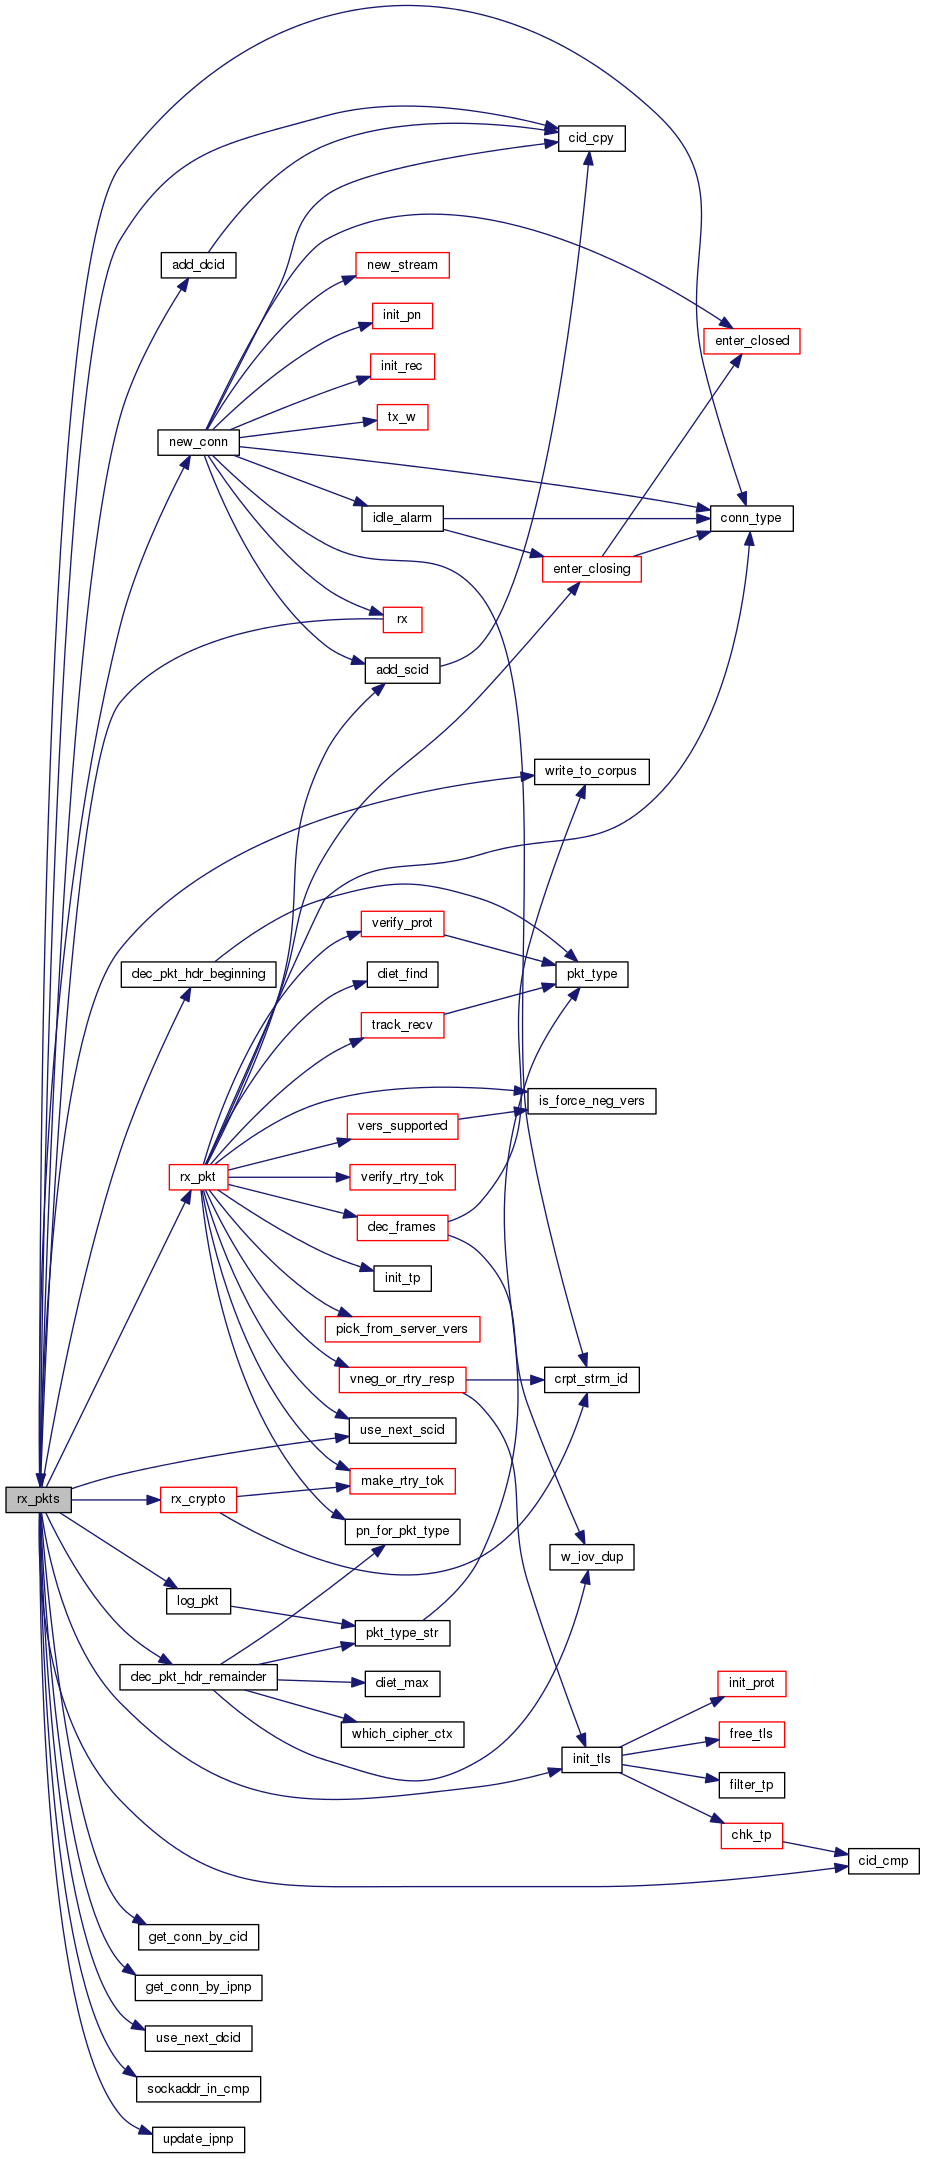 cid_cpy
add_dcid
new_stream
init_pn
enter_closed
init_rec
tx_w
new_conn
idle_alarm
conn_type
enter_closing
rx
add_scid
write_to_corpus
verify_prot
dec_pkt_hdr_beginning
diet_find
pkt_type
track_recv
is_force_neg_vers
vers_supported
rx_pkt
verify_rtry_tok
dec_frames
init_tp
pick_from_server_vers
vneg_or_rtry_resp
crpt_strm_id
use_next_scid
make_rtry_tok
rx_pkts
rx_crypto
pn_for_pkt_type
w_iov_dup
log_pkt
pkt_type_str
dec_pkt_hdr_remainder
diet_max
init_prot
which_cipher_ctx
free_tls
init_tls
filter_tp
chk_tp
cid_cmp
get_conn_by_cid
get_conn_by_ipnp
use_next_dcid
sockaddr_in_cmp
update_ipnp